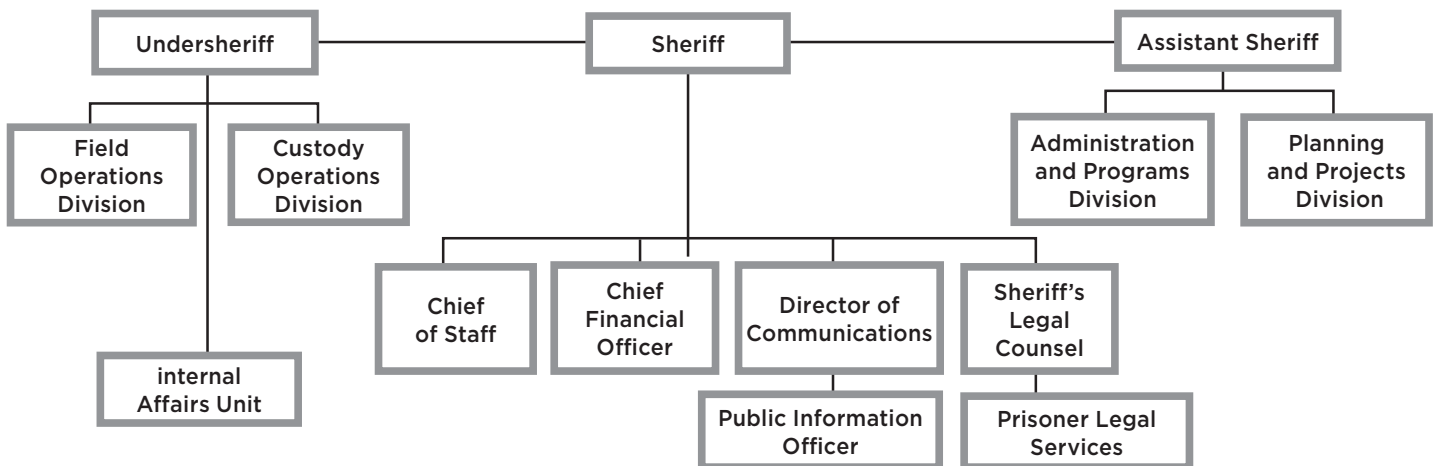 Undersheriff
Sheriff
Assistant Sheriff
Field
Operations
Division
Custody
Operations
Division
Administration
and Programs
Division
Planning
and Projects
Division
Chief
of Staff
Chief
Financial
Officer
Director of
Communications
Sheriff’s
Legal
Counsel
internal
Affairs Unit
Public Information
Officer
Prisoner Legal
Services